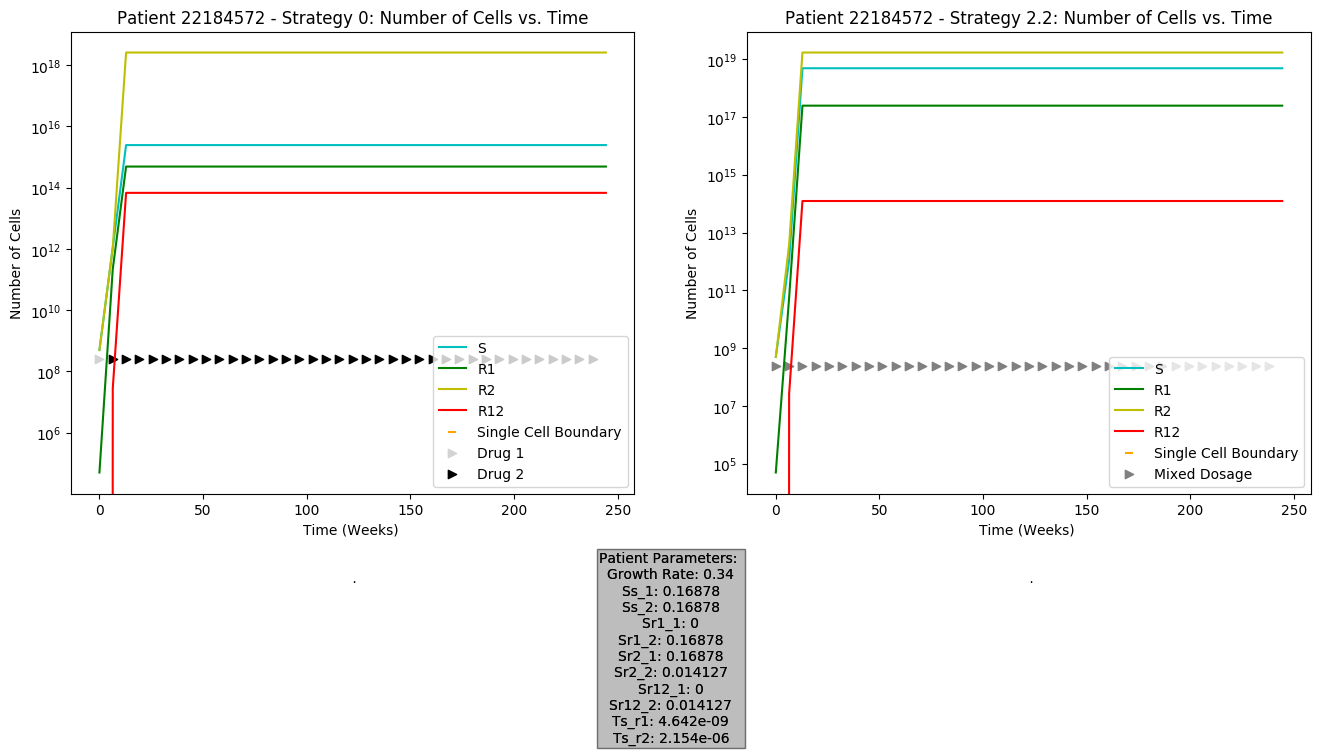 Patient 22184572 - Strategy 0: Number of Cells vs. Time
Number of Cells
10^18
10^16
10^14
10^12
10^10
10^8
10^6
S
R1
R2
R12
Single Cell Boundary
Drug 1
Drug 2
0 50 100 150 200 250
Time (Weeks)
.
Patient 22184572 - Strategy 2.2: Number of Cells vs. Time
Number of Cells
10^19
10^17
10^15
10^13
10^11
10^9
10^7
10^5
S
R1
R2
R12
Single Cell Boundary
Mixed Dosage
0 50 100 150 200 250
Time (Weeks)
.
Patient Parameters:
Growth Rate: 0.34
Ss_1: 0.16878
Ss_2: 0.16878
Sr1_1: 0
Sr1_2: 0.16878
Sr2_1: 0.16878
Sr2_2: 0.014127
Sr12_1: 0
Sr12_2: 0.014127
Ts_r1: 4.642e-09
Ts_r2: 2.154e-06